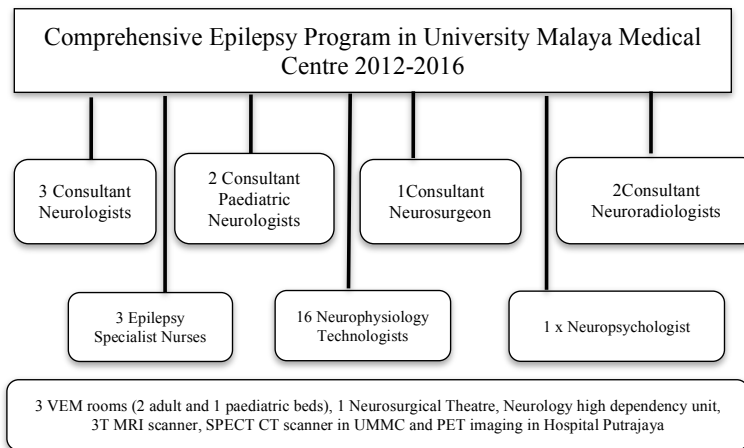 Comprehensive Epilepsy Program in University Malaya Medical
Centre 2012-2016
3 Consultant
Neurologists
2 Consultant
Paediatric
Neurologists
1Consultant
Neurosurgeon
2Consultant
Neuroradiologists
3 Epilepsy
Specialist Nurses
16 Neurophysiology
Technologists
1 x Neuropsychologist
3 VEM rooms (2 adult and 1 paediatric beds), 1 Neurosurgical Theatre, Neurology high dependency unit,
3T MRI scanner, SPECT CT scanner in UMMC and PET imaging in Hospital Putrajaya